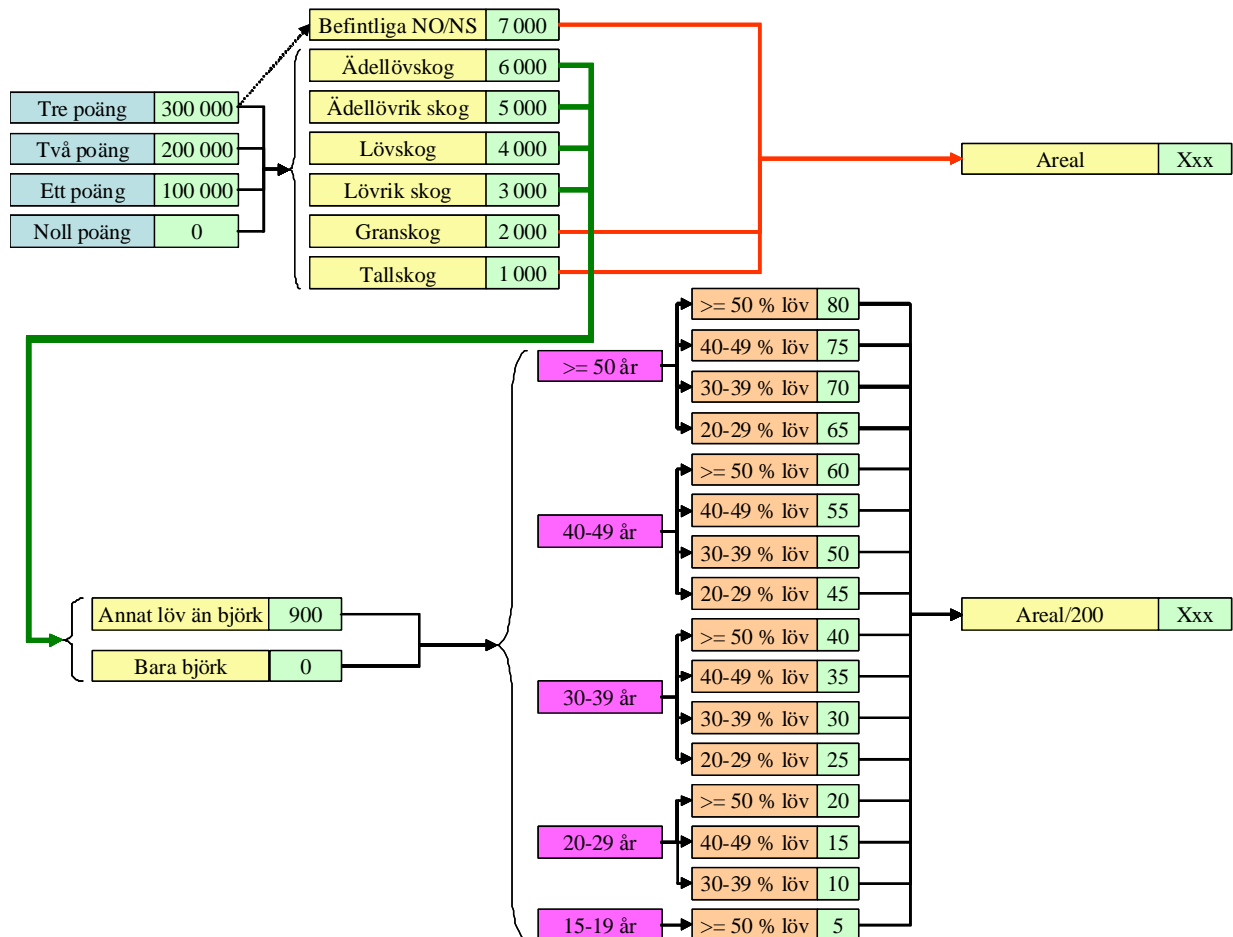 Befintliga NO/NS 7 000
Ädellövskog 6 000
Ädellövrik skog 5 000
Lövskog 4 000
Lövrik skog 3 000
Granskog 2 000
Tallskog 1 000
Tre poäng 300 000
Två poäng 200 000
Ett poäng 100 000
Noll poäng 0
Areal Xxx
Annat löv än björk 900
Bara björk 0
>= 50 år
>= 50 % löv 80
40-49 % löv 75
30-39 % löv 70
20-29 % löv 65
40-49 år
>= 50 % löv 60
40-49 % löv 55
30-39 % löv 50
20-29 % löv 45
30-39 år
>= 50 % löv 40
40-49 % löv 35
30-39 % löv 30
20-29 % löv 25
20-29 år
>= 50 % löv 20
40-49 % löv 15
30-39 % löv 10
15-19 år
>= 50 % löv 5
Areal/200 Xxx